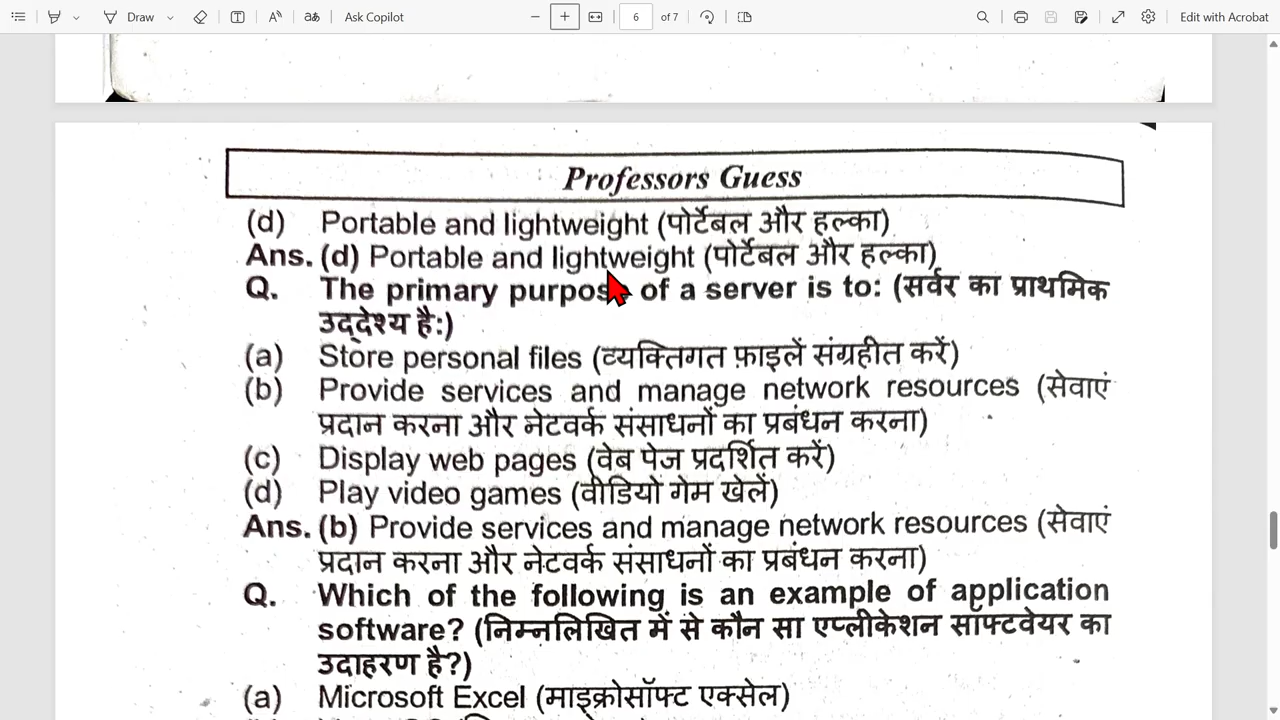 Draw
Ask Copilot
6 of 7
Edit with Acrobat
Professors Guess
(d) Portable and lightweight (पोर्टेबल और हल्का)
Ans. (d) Portable and lightweight (पोर्टेबल और हल्का)
Q. The primary purpose of a server is to: (सर्वर का प्राथमिक
उद्देश्य है:)
(a) Store personal files (व्यक्तिगत फ़ाइलें संग्रहीत करें)
(b) Provide services and manage network resources (सेवाएं
प्रदान करना और नेटवर्क संसाधनों का प्रबंधन करना)
(c) Display web pages (वेब पेज प्रदर्शित करें)
(d) Play video games (वीडियो गेम खेलें)
Ans. (b) Provide services and manage network resources (सेवाएं
प्रदान करना और नेटवर्क संसाधनों का प्रबंधन करना)
Q. Which of the following is an example of application
software? (निम्नलिखित में से कौन सा एप्लीकेशन सॉफ्टवेयर का
उदाहरण है?)
(a) Microsoft Excel (माइक्रोसॉफ्ट एक्सेल)